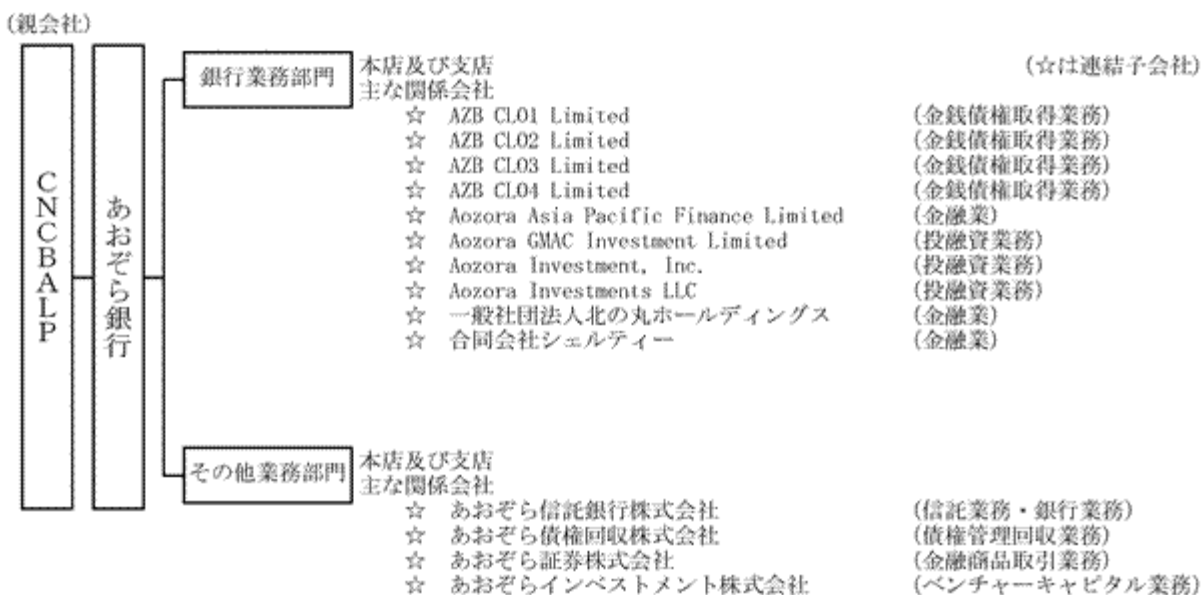 (親会社)
CNCBALP
あおぞら銀行
銀行業務部門
本店及び支店
(☆は連結子会社)
主な関係会社
☆ AZB CLO1 Limited (金銭債権取得業務)
☆ AZB CLO2 Limited (金銭債権取得業務)
☆ AZB CLO3 Limited (金銭債権取得業務)
☆ AZB CLO4 Limited (金銭債権取得業務)
☆ Aozora Asia Pacific Finance Limited (金融業)
☆ Aozora GMAC Investment Limited (投融資業務)
☆ Aozora Investment, Inc. (投融資業務)
☆ Aozora Investments LLC (投融資業務)
☆ 一般社団法人北の丸ホールディングス (金融業)
☆ 合同会社シェルティー (金融業)
その他業務部門
本店及び支店
主な関係会社
☆ あおぞら信託銀行株式会社 (信託業務・銀行業務)
☆ あおぞら債権回収株式会社 (債権管理回収業務)
☆ あおぞら証券株式会社 (金融商品取引業務)
☆ あおぞらインベストメント株式会社 (ベンチャーキャピタル業務)